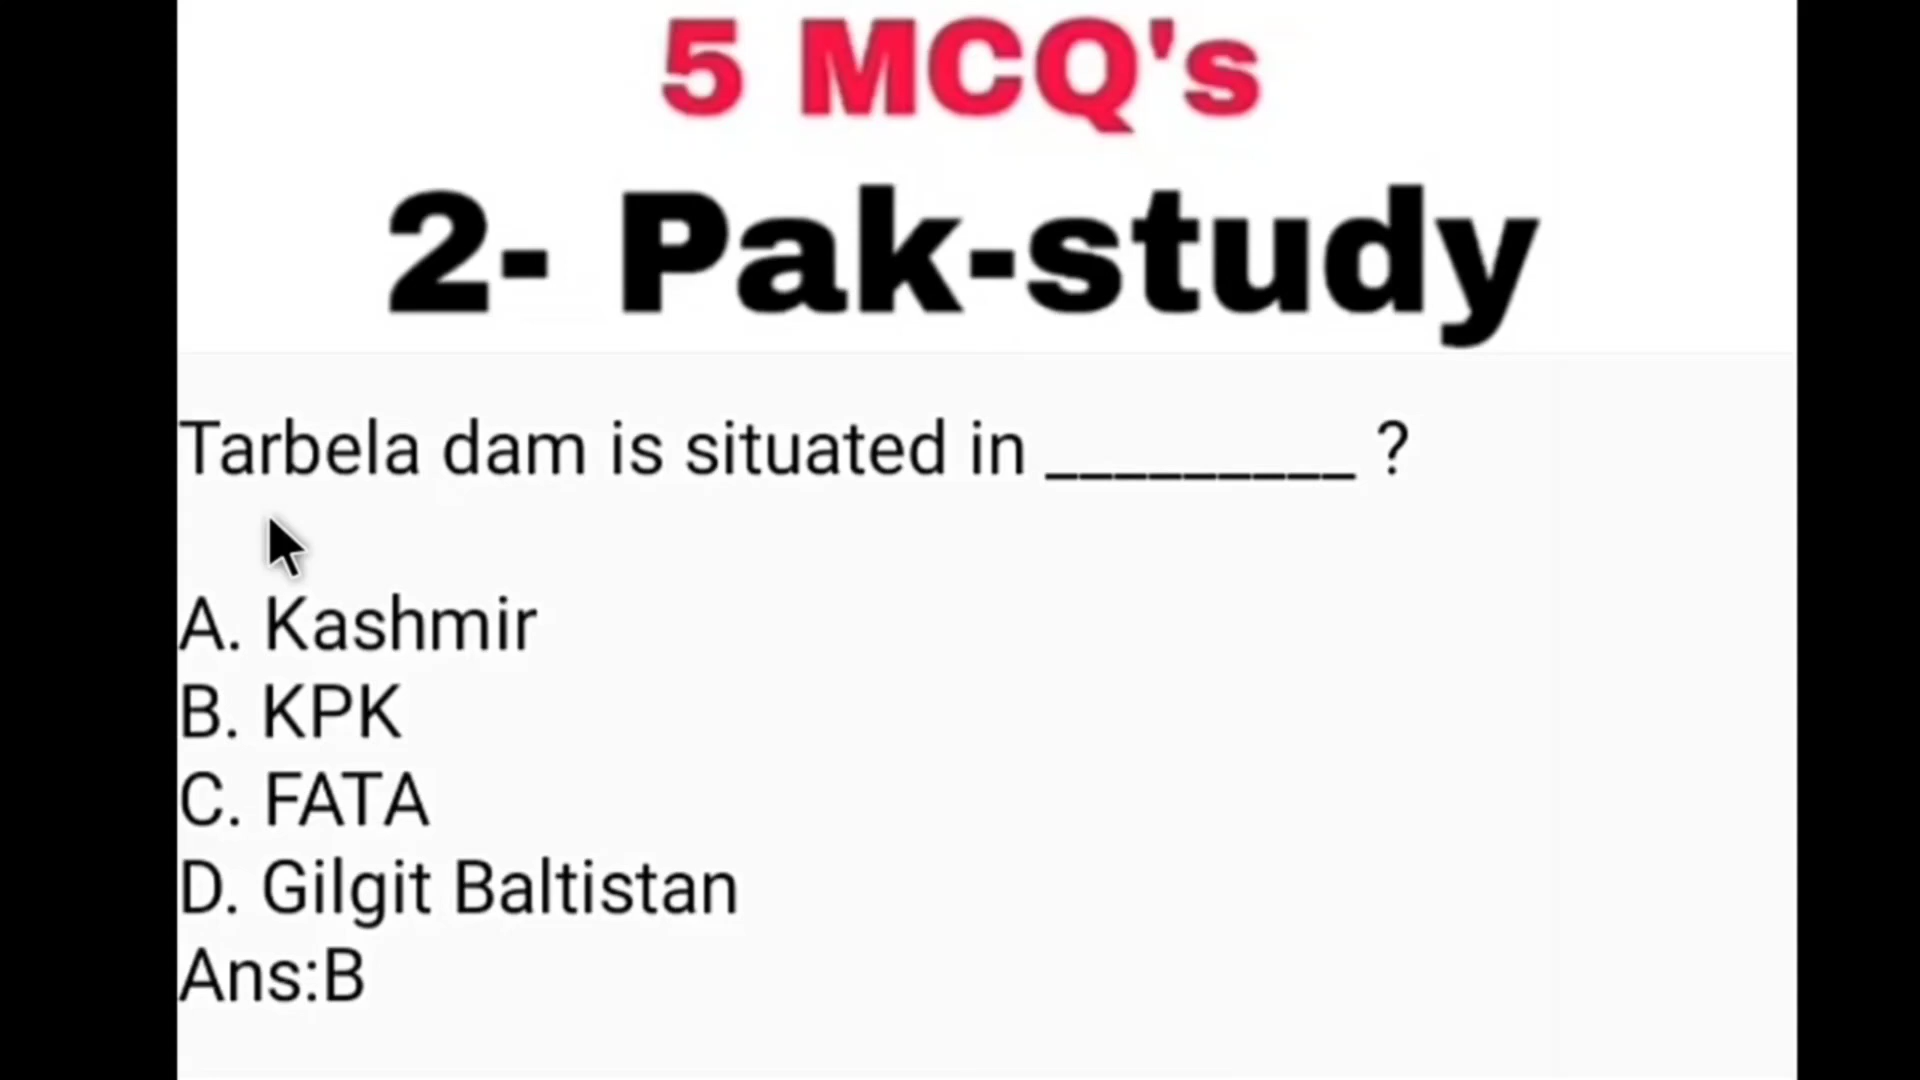 5 MCQ's
2- Pak-study
Tarbela dam is situated in _________ ?
A. Kashmir
B. KPK
C. FATA
D. Gilgit Baltistan
Ans:B